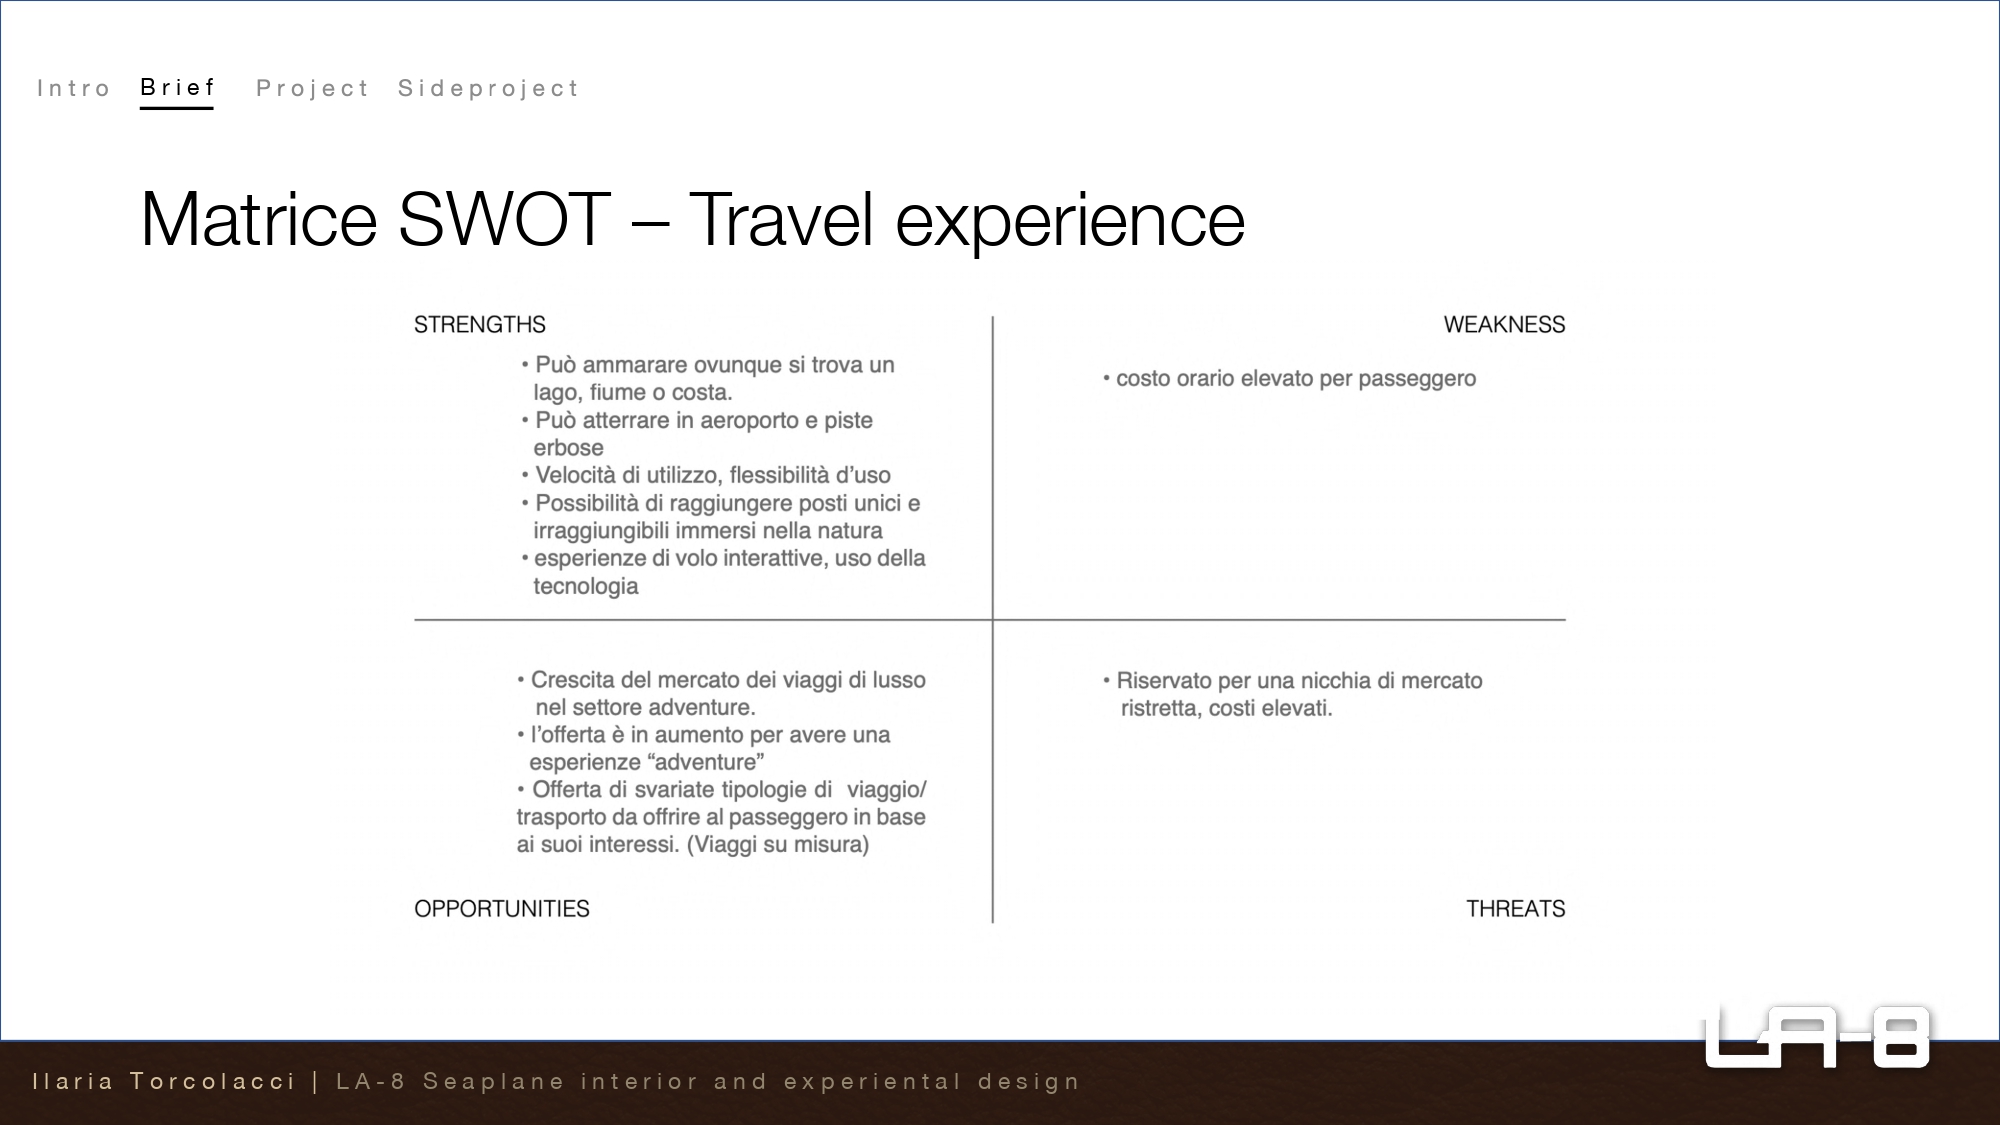 Intro Brief Project Sideproject
Matrice SWOT – Travel experience
STRENGTHS
• Può ammarare ovunque si trova un
lago, fiume o costa.
• Può atterrare in aeroporto e piste
erbose
• Velocità di utilizzo, flessibilità d’uso
• Possibilità di raggiungere posti unici e
irraggiungibili immersi nella natura
• esperienze di volo interattive, uso della
tecnologia
WEAKNESS
• costo orario elevato per passeggero
• Crescita del mercato dei viaggi di lusso
nel settore adventure.
• l’offerta è in aumento per avere una
esperienze “adventure”
• Offerta di svariate tipologie di viaggio/
trasporto da offrire al passeggero in base
ai suoi interessi. (Viaggi su misura)
OPPORTUNITIES
• Riservato per una nicchia di mercato
ristretta, costi elevati.
THREATS
LA-8
Ilaria Torcolacci | LA-8 Seaplane interior and experiental design